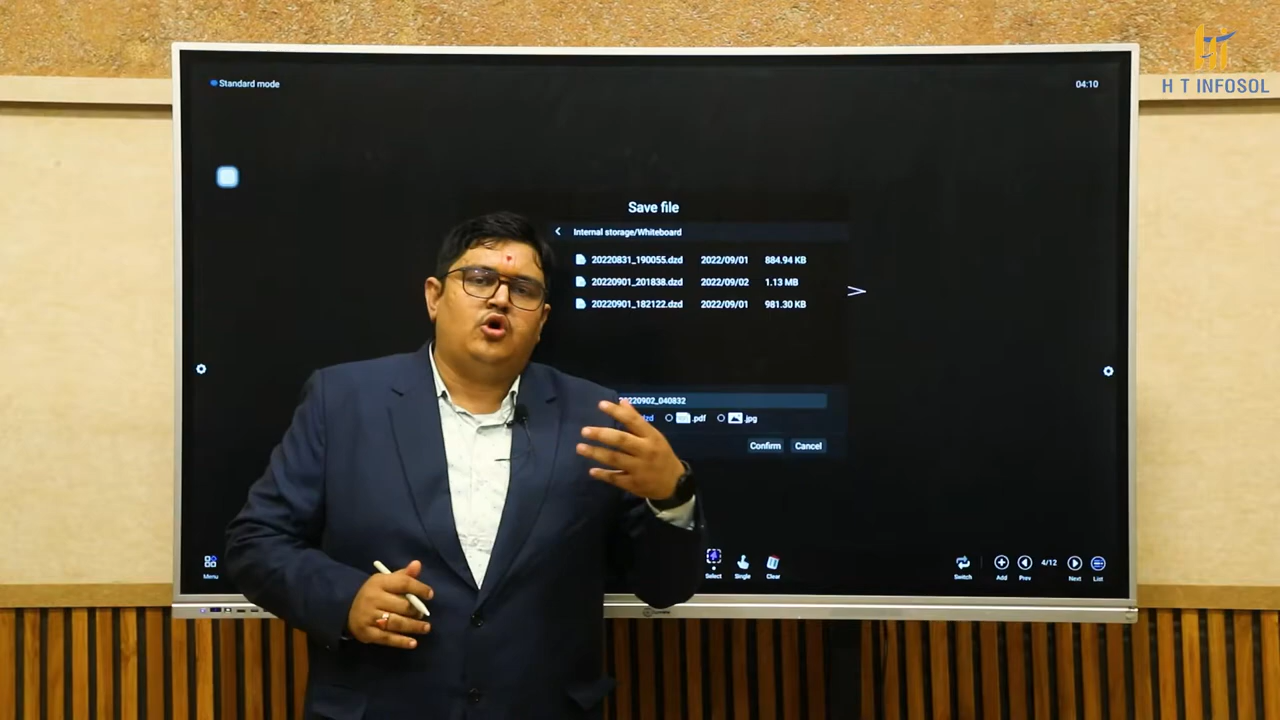 HT
H T INFOSOL
Standard mode
04:10
Save file
Internal storage/Whiteboard
20220831_190055.dzd 2022/09/01 884.94 KB
20220901_201838.dzd 2022/09/02 1.13 MB
20220901_182122.dzd 2022/09/01 981.30 KB
20220902_040832
dzd .pdf .jpg
Confirm Cancel
Menu
Select Single Clear
Switch Add Prev 4/12 Next List